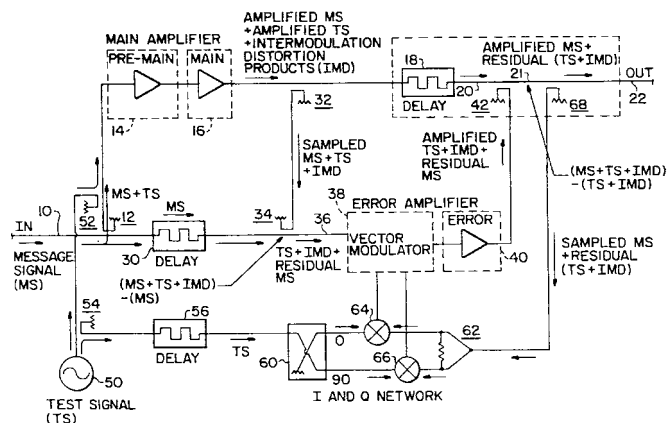 AMPLIFIED MS
+AMPLIFIED TS
+INTERMODULATION
DISTORTION
PRODUCTS (IMD)
MAIN AMPLIFIER
PRE-MAIN
MAIN
14
16
32
18
DELAY
20
AMPLIFIED MS+
RESIDUAL (TS+IMD)
21
OUT
22
42
68
SAMPLED
MS+TS
+IMD
AMPLIFIED
TS+IMD+
RESIDUAL
MS
(MS+TS+IMD)
-(TS+IMD)
MS+TS
52
12
MS
34
36
38
ERROR AMPLIFIER
VECTOR
MODULATOR
ERROR
40
IN
10
MESSAGE SIGNAL
(MS)
30
DELAY
(MS+TS+IMD)
-(MS)
TS+IMD+
RESIDUAL
MS
SAMPLED MS
+RESIDUAL
(TS+IMD)
54
56
DELAY
TS
60
0
90
64
66
62
50
TEST SIGNAL
(TS)
I AND Q NETWORK